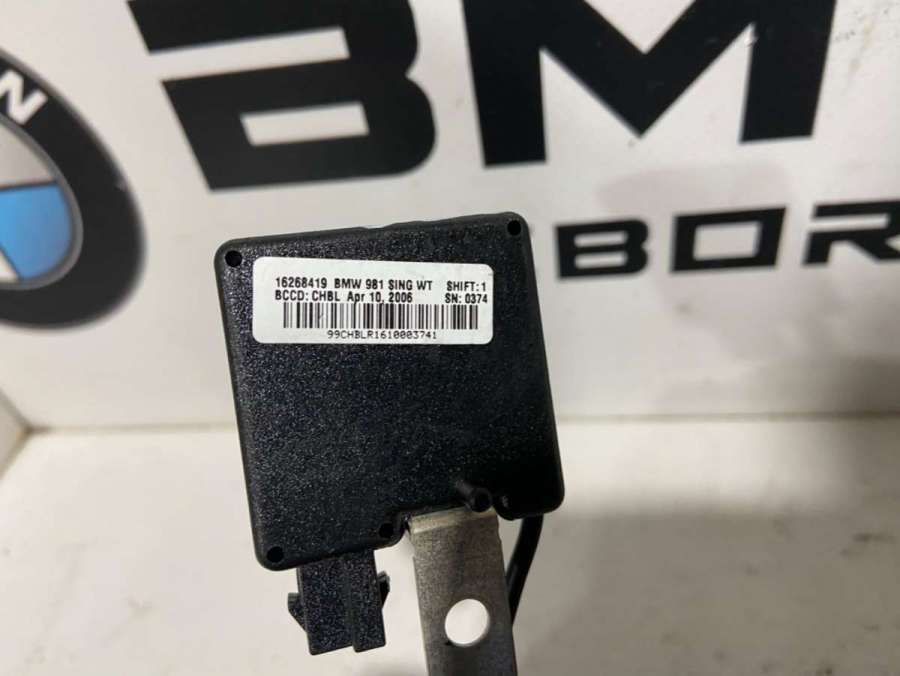 BM
BOR
16268419 BMW 981 SING WT SHIFT: 1
BCCD: CHBL Apr 10, 2006 SN: 0374
99CHBLR1610003741